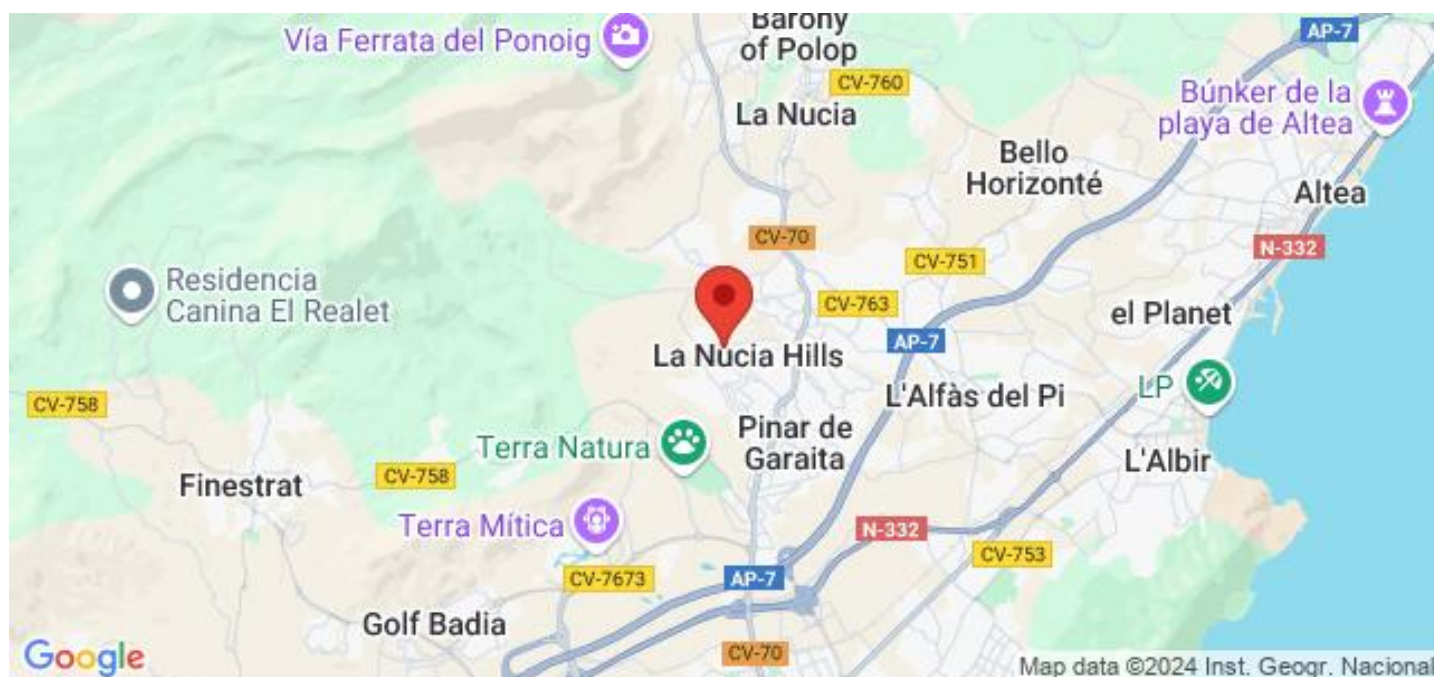 Barony
of Polop
Vía Ferrata del Ponoig
AP-7
CV-760
La Nucia
Búnker de la
playa de Altea
Bello
Horizonté
Altea
CV-70
N-332
CV-751
Residencia
Canina El Realet
CV-763
el Planet
AP-7
La Nucia Hills
LP
L'Alfàs del Pi
CV-758
Pinar de
Garaita
Terra Natura
L'Albir
CV-758
Finestrat
Terra Mítica
N-332
CV-753
CV-7673
AP-7
Golf Badia
CV-70
Google
Map data ©2024 Inst. Geogr. Nacional